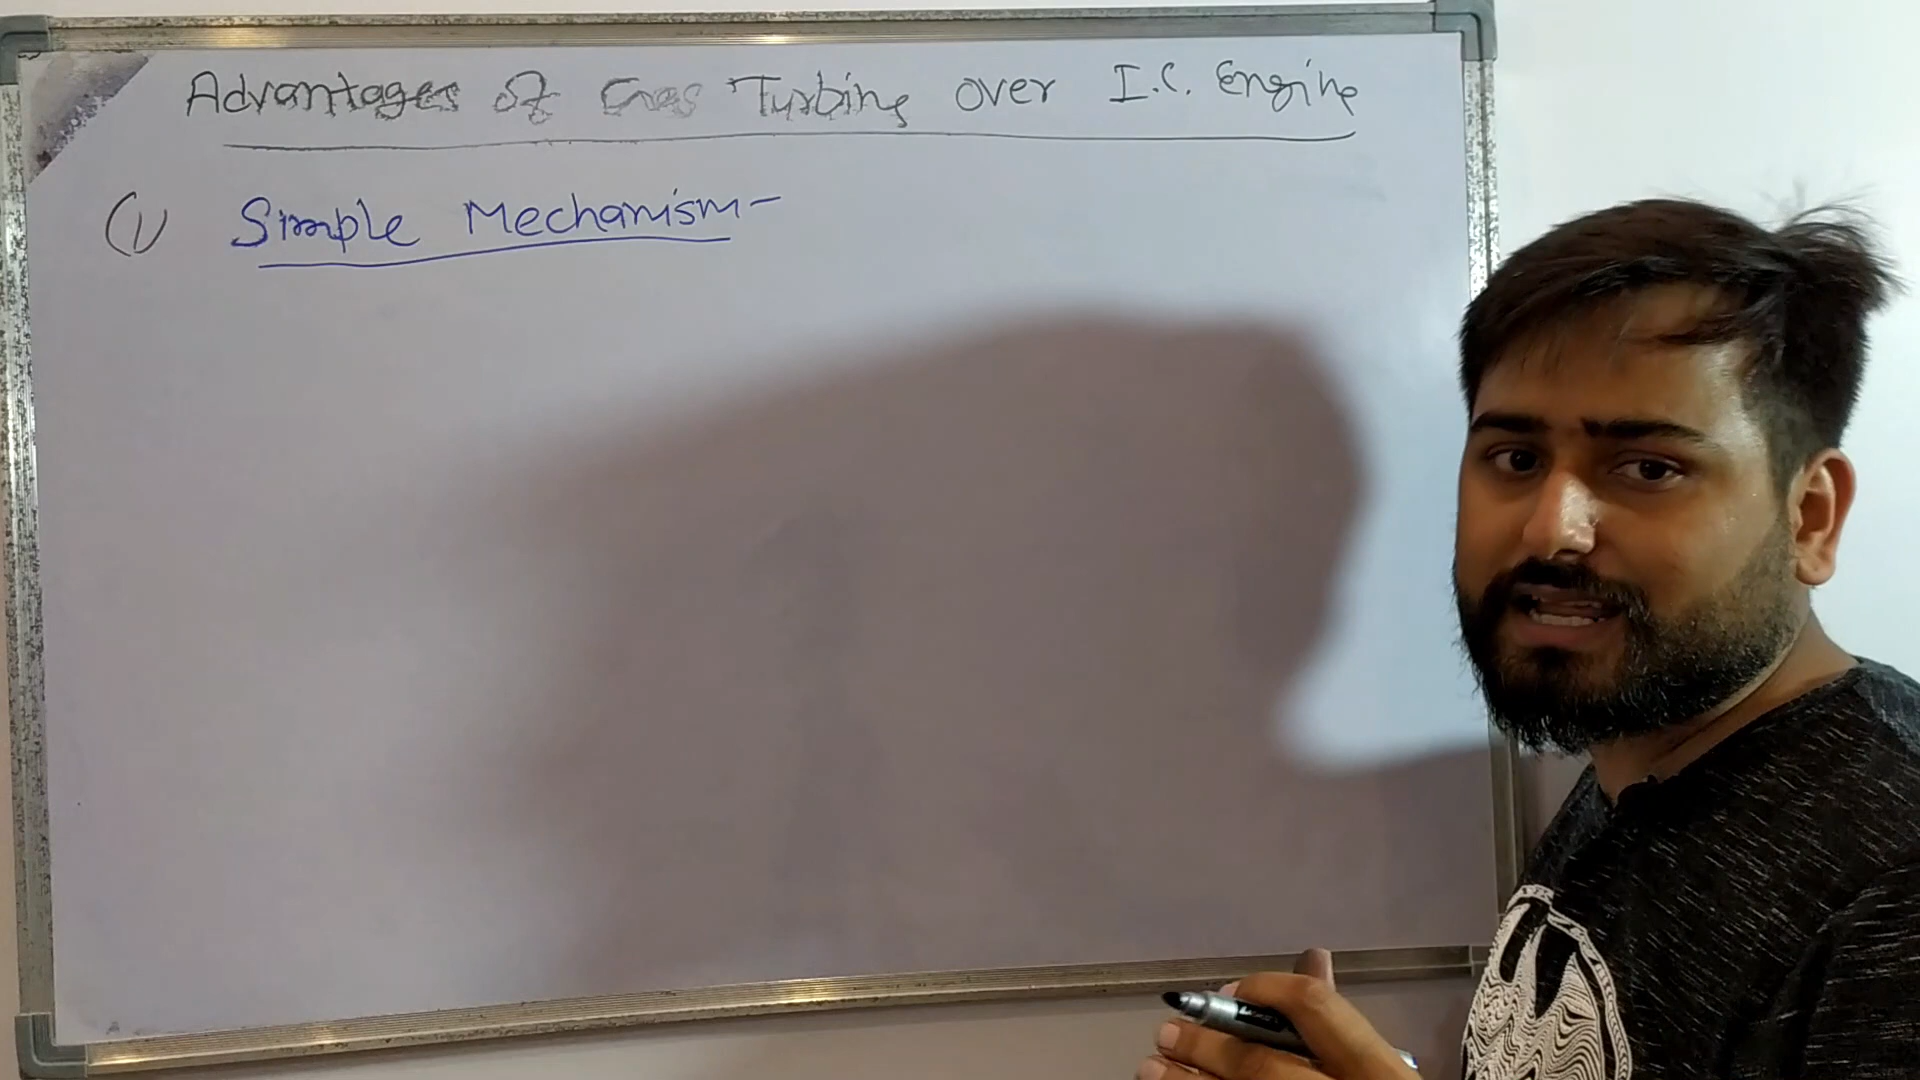 Advantages of Gas Turbine over I.C. Engine
(1) Simple Mechanism-